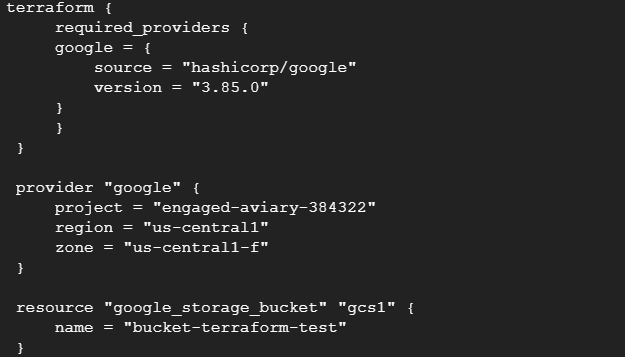 terraform {
required_providers {
google = {
source = "hashicorp/google"
version = "3.85.0"
}
}
}
provider "google" {
project = "engaged-aviary-384322"
region = "us-central1"
zone = "us-central1-f"
}
resource "google_storage_bucket" "gcs1" {
name = "bucket-terraform-test"
}